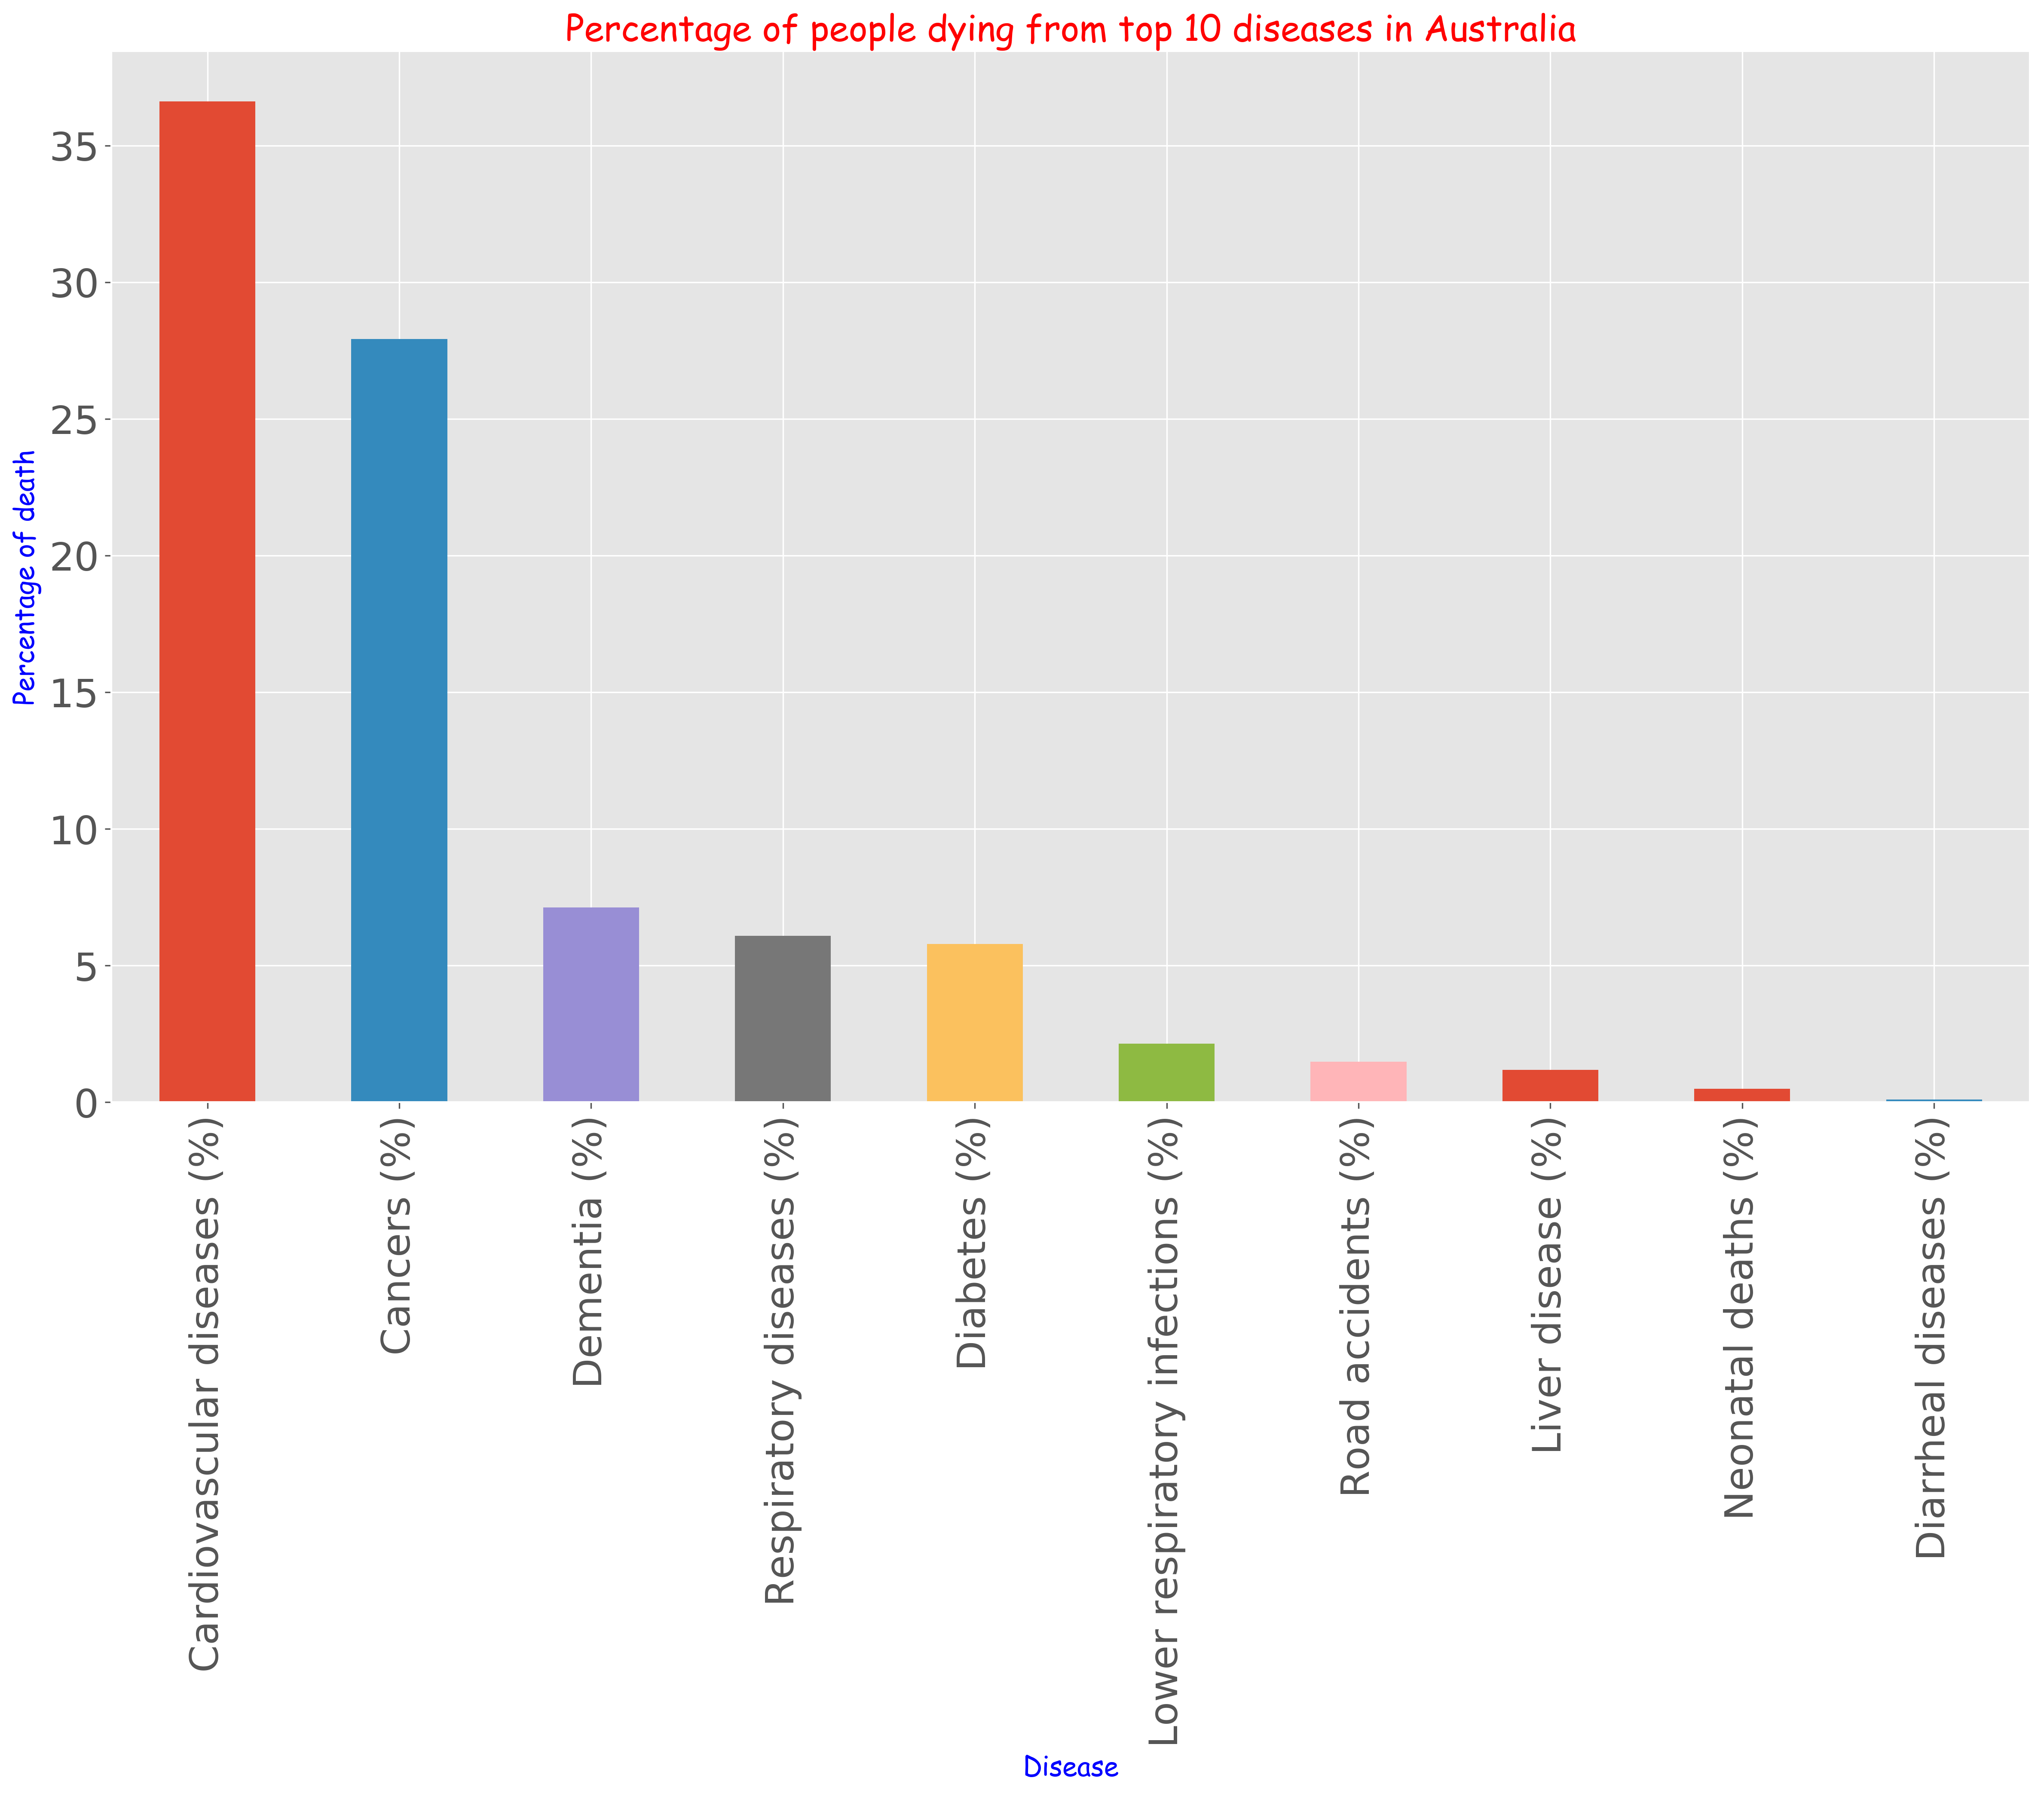 Percentage of people dying from top 10 diseases in Australia
Percentage of death
35
30
25
20
15
10
5
0
Cardiovascular diseases (%)
Cancers (%)
Dementia (%)
Respiratory diseases (%)
Diabetes (%)
Lower respiratory infections (%)
Road accidents (%)
Liver disease (%)
Neonatal deaths (%)
Diarrheal diseases (%)
Disease